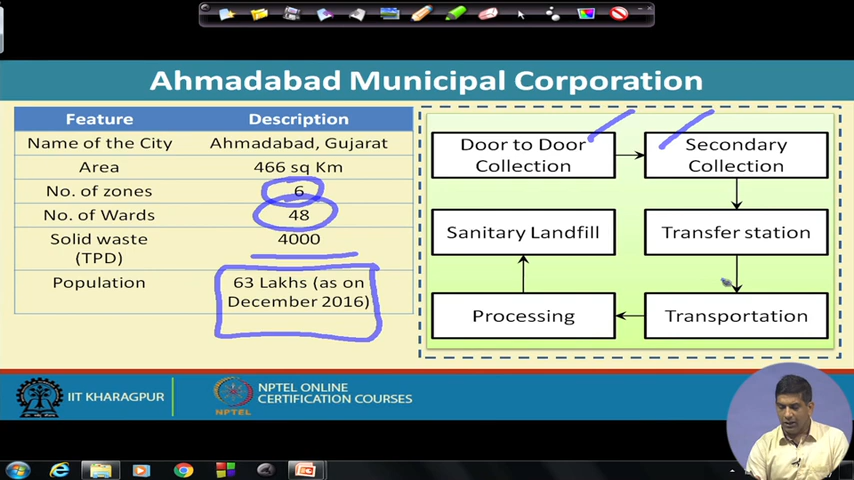 Ahmadabad Municipal Corporation
Feature Description
Name of the City Ahmadabad, Gujarat
Area 466 sq Km
No. of zones 6
No. of Wards 48
Solid waste 4000
(TPD)
Population 63 Lakhs (as on
December 2016)
Door to Door
Collection
Secondary
Collection
Sanitary Landfill
Transfer station
Processing
Transportation
IIT KHARAGPUR
NPTEL
NPTEL ONLINE
CERTIFICATION COURSES